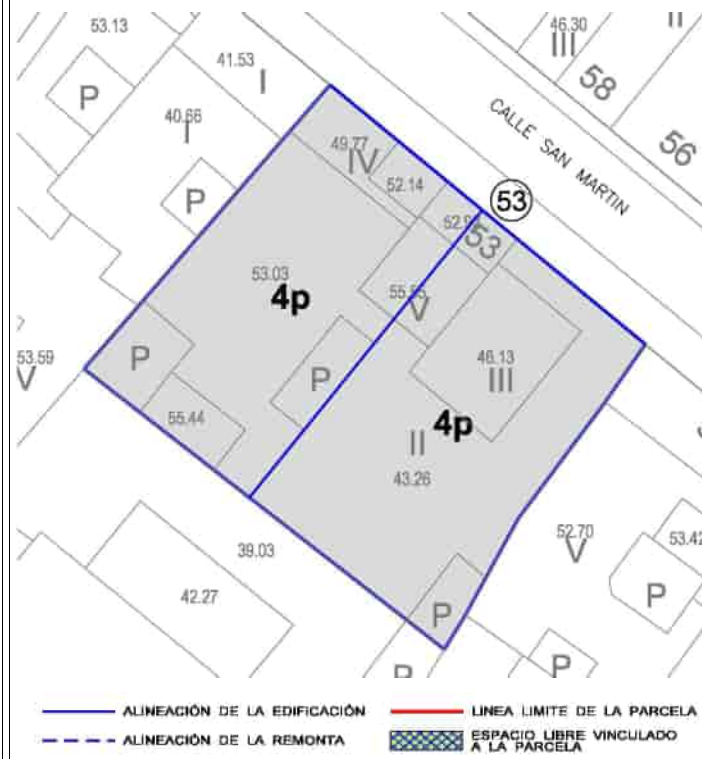 53.13
46.30
III
II
41.53
I
P
58
CALLE SAN MARTIN
40.66
I
56
49.77
IV
52.14
P
53
53
53.03
4p
55.55
V
53.59
V
P
P
46.13
III
55.44
4p
II
43.26
39.03
52.70
V
53.42
42.27
P
P
P
P
ALINEACIÓN DE LA EDIFICACIÓN
LINEA LIMITE DE LA PARCELA
ALINEACIÓN DE LA REMONTA
ESPACIO LIBRE VINCULADO
A LA PARCELA